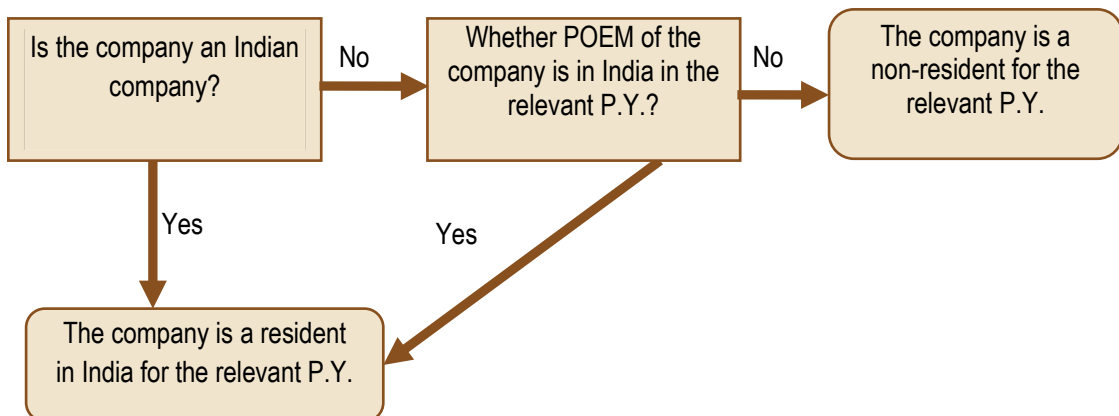 Is the company an Indian
company?
No
Whether POEM of the
company is in India in the
relevant P.Y.?
No
The company is a
non-resident for the
relevant P.Y.
Yes
Yes
The company is a resident
in India for the relevant P.Y.